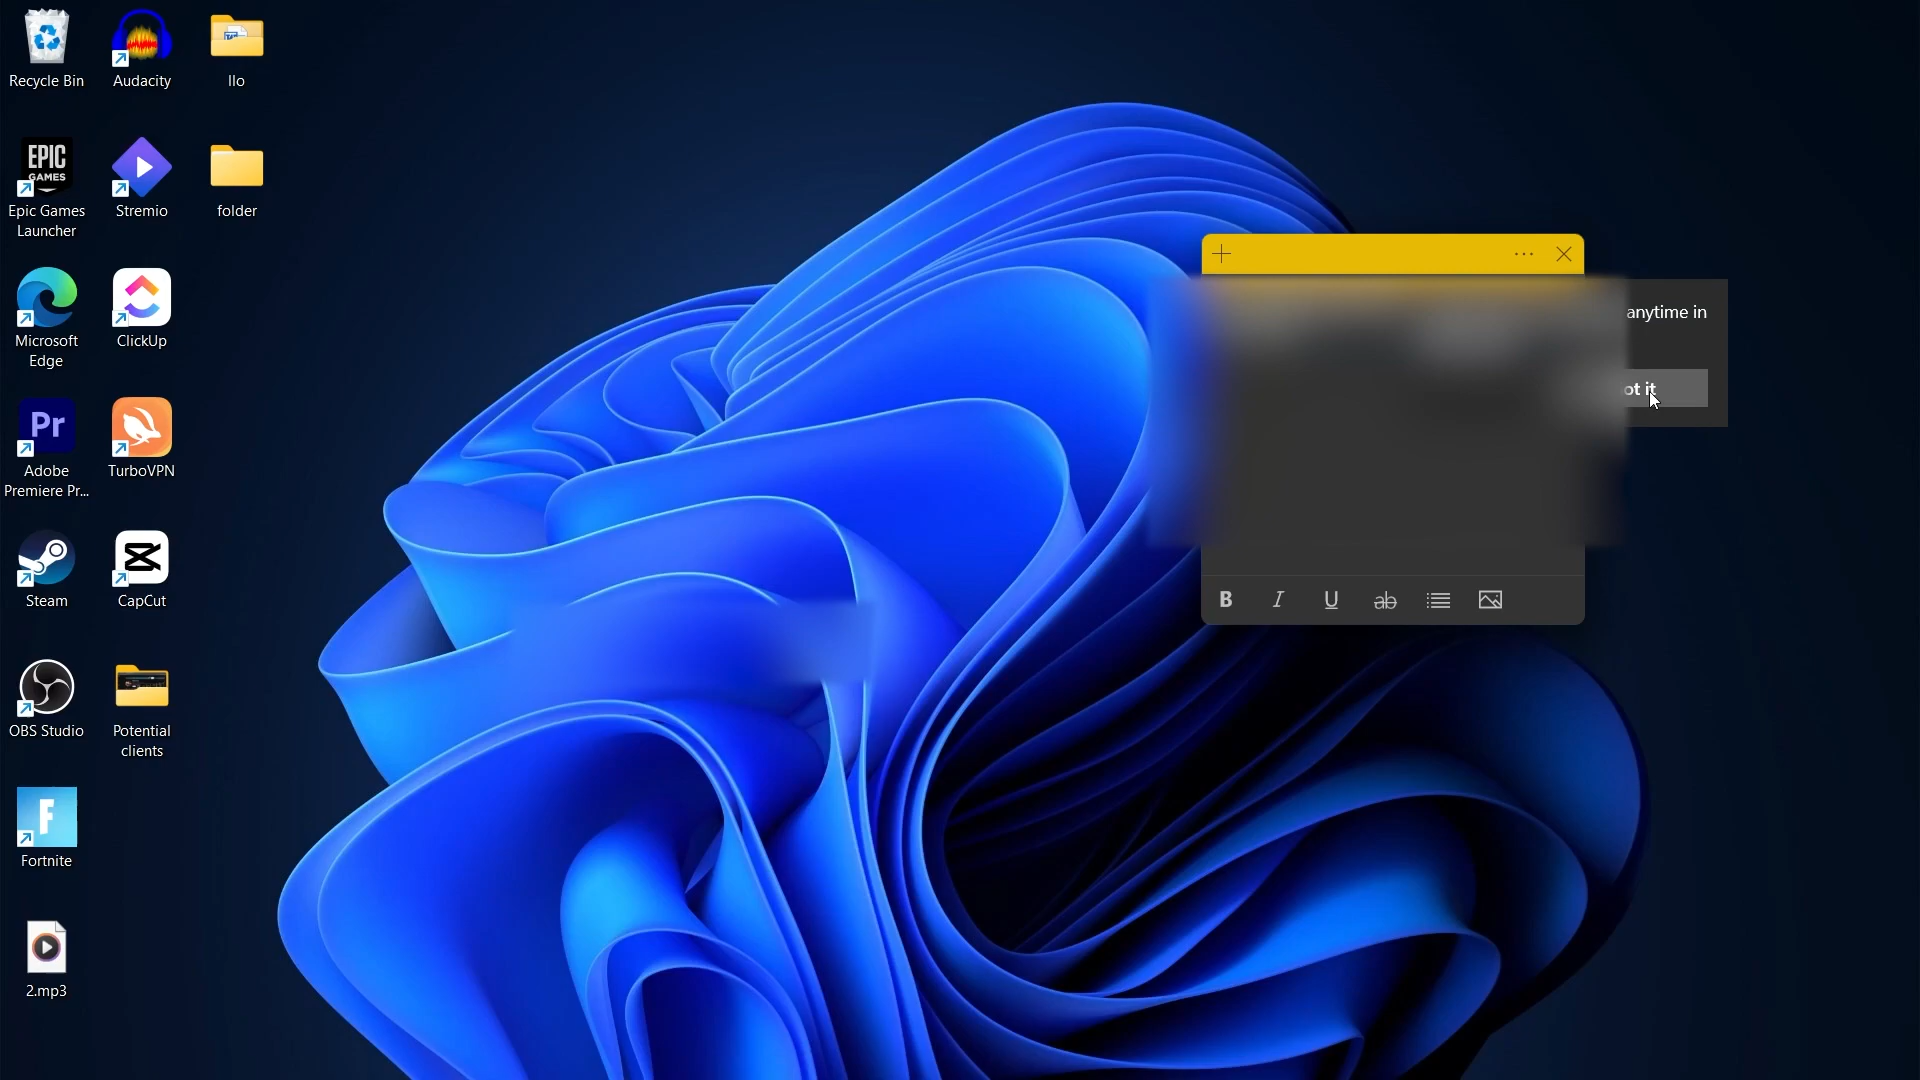 Recycle Bin
Audacity
llo
EPIC
GAMES
Epic Games
Launcher
Stremio
folder
Microsoft
Edge
ClickUp
Pr
Adobe
Premiere Pr...
TurboVPN
Steam
CapCut
OBS Studio
Potential
clients
F
Fortnite
2.mp3
anytime in
ot it
B I U ab